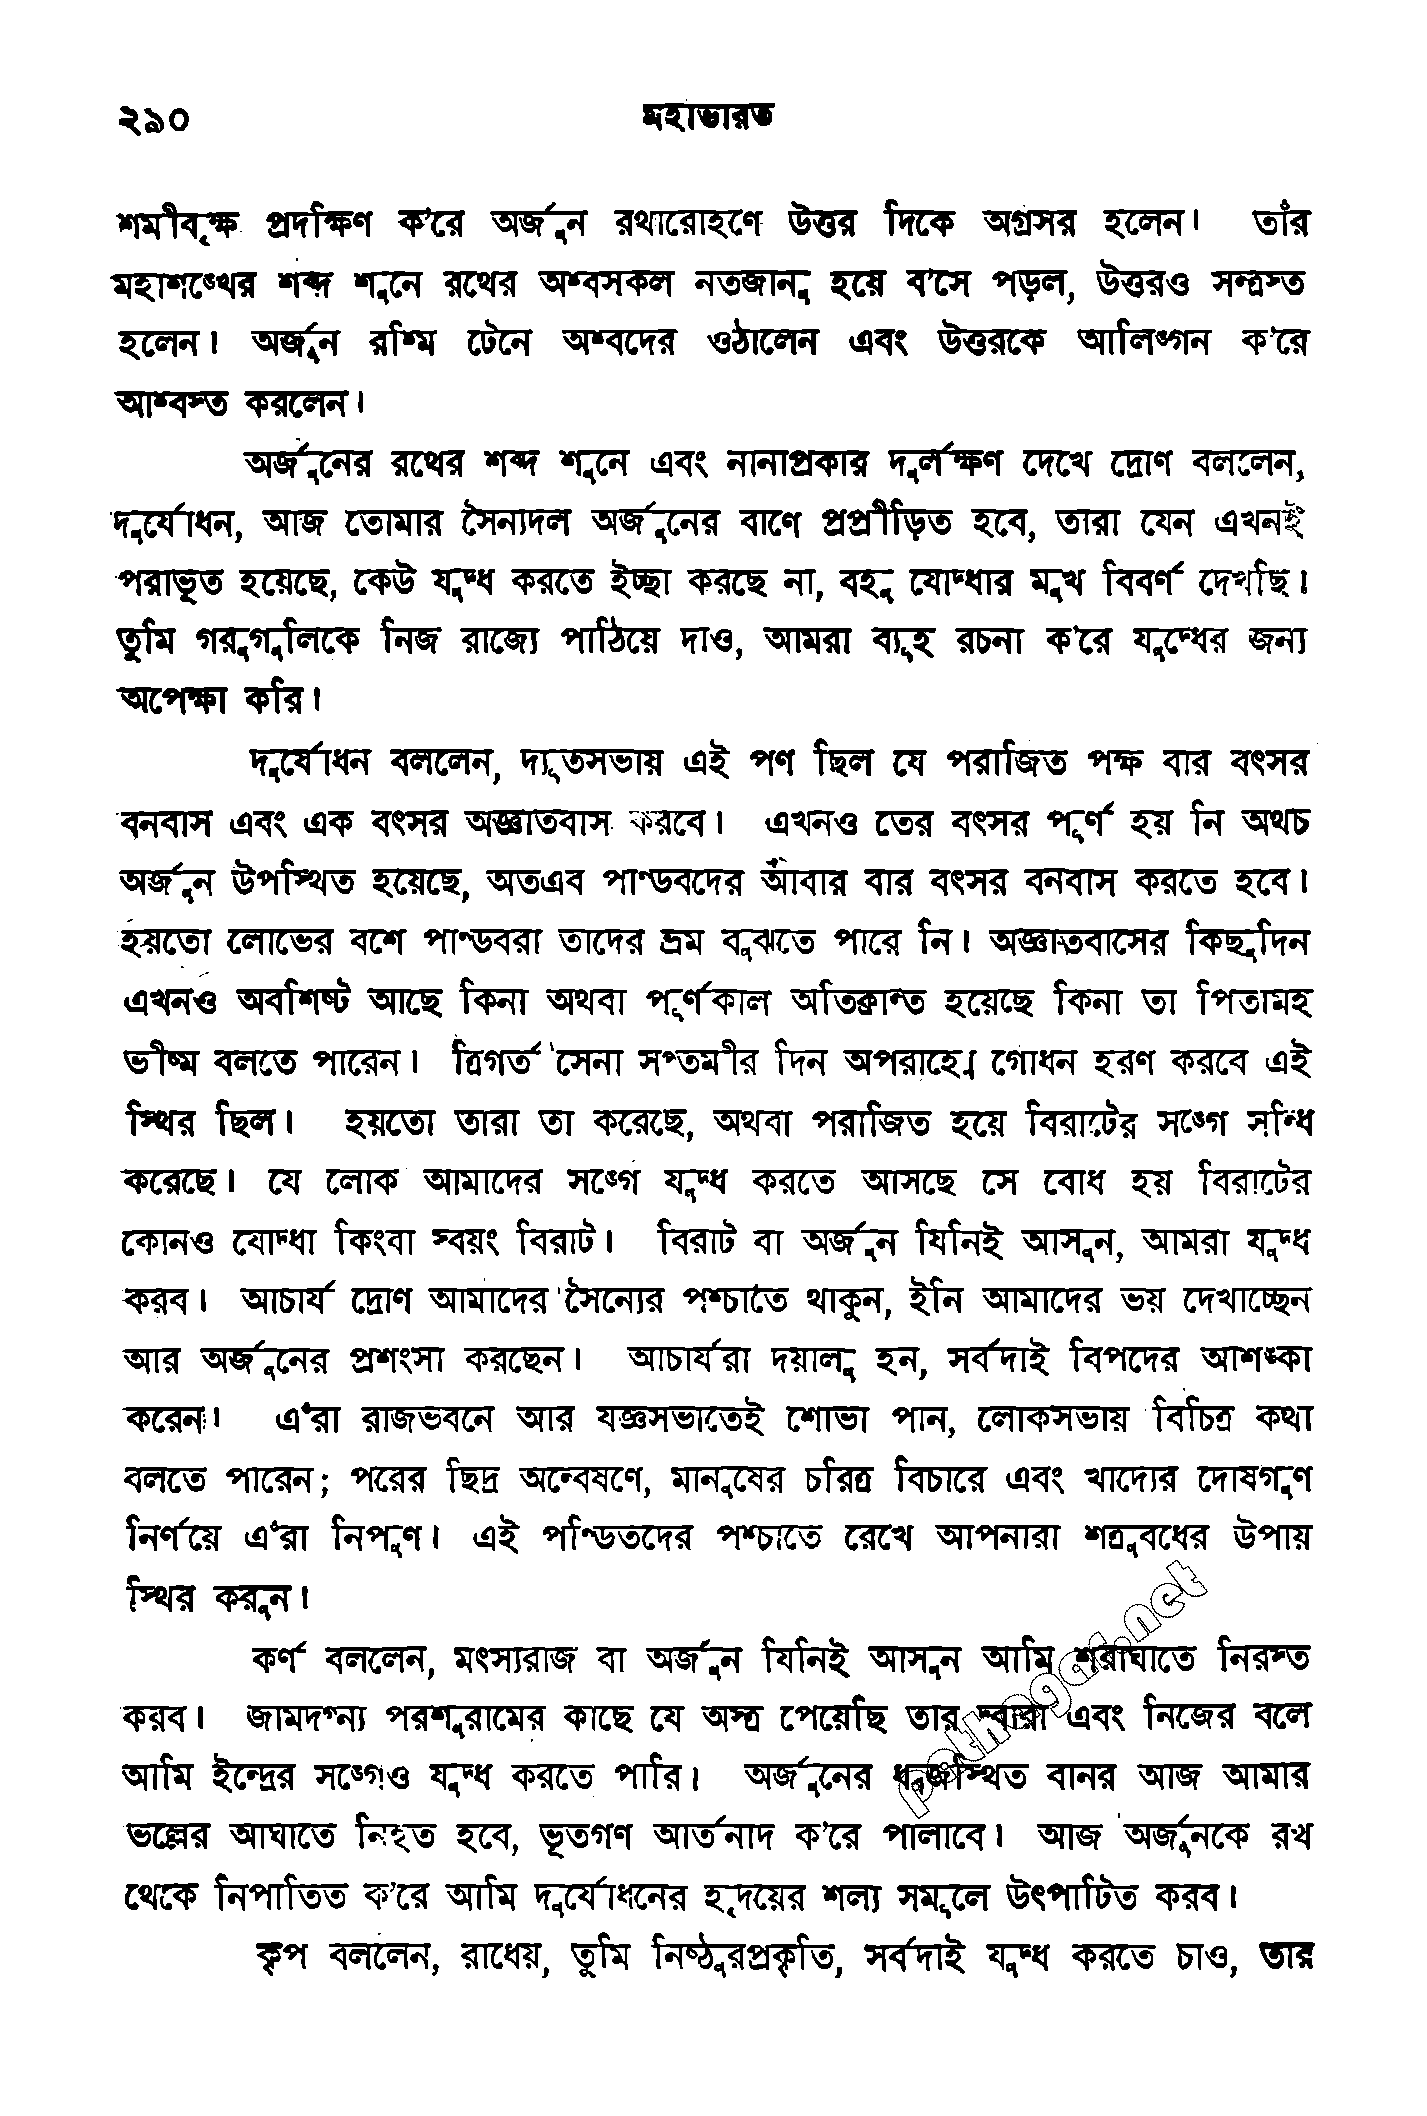 ২৯০ মহাভারত
শমীবৃক্ষ প্রদক্ষিণ ক'রে অর্জুন রথারোহণে উত্তর দিকে অগ্রসর হলেন। তাঁর
মহাশঙ্খের শব্দ শুনে রথের অশ্বসকল নতজানু হয়ে ব'সে পড়ল, উত্তরও সন্ত্রস্ত
হলেন। অর্জুন রশ্মি টেনে অশ্বদের ওঠালেন এবং উত্তরকে আলিঙ্গন ক'রে
আশ্বস্ত করলেন।
অর্জুনের রথের শব্দ শুনে এবং নানাপ্রকার দুর্লক্ষণ দেখে দ্রোণ বললেন,
দুর্যোধন, আজ তোমার সৈন্যদল অর্জুনের বাণে প্রপ্রীড়িত হবে, তারা যেন এখনই
পরাভূত হয়েছে, কেউ যুদ্ধ করতে ইচ্ছা করছে না, বহু যোদ্ধার মুখ বিবর্ণ দেখছি।
তুমি গরুগুলিকে নিজ রাজ্যে পাঠিয়ে দাও, আমরা ব্যূহ রচনা ক'রে যুদ্ধের জন্য
অপেক্ষা করি।
দুর্যোধন বললেন, দ্যূতসভায় এই পণ ছিল যে পরাজিত পক্ষ বার বৎসর
বনবাস এবং এক বৎসর অজ্ঞাতবাস করবে। এখনও তের বৎসর পূর্ণ হয় নি অথচ
অর্জুন উপস্থিত হয়েছে, অতএব পাণ্ডবদের আবার বার বৎসর বনবাস করতে হবে।
হয়তো লোভের বশে পাণ্ডবরা তাদের ভ্রম বুঝতে পারে নি। অজ্ঞাতবাসের কিছুদিন
এখনও অবশিষ্ট আছে কিনা অথবা পূর্ণকাল অতিক্রান্ত হয়েছে কিনা তা পিতামহ
ভীষ্ম বলতে পারেন। ত্রিগর্ত সেনা সপ্তমীর দিন অপরাহ্ণে গোধন হরণ করবে এই
স্থির ছিল। হয়তো তারা তা করেছে, অথবা পরাজিত হয়ে বিরাটের সঙ্গে সন্ধি
করেছে। যে লোক আমাদের সঙ্গে যুদ্ধ করতে আসছে সে বোধ হয় বিরাটের
কোনও যোদ্ধা কিংবা স্বয়ং বিরাট। বিরাট বা অর্জুন যিনিই আসুন, আমরা যুদ্ধ
করব। আচার্য দ্রোণ আমাদের সৈন্যের পশ্চাতে থাকুন, ইনি আমাদের ভয় দেখাচ্ছেন
আর অর্জুনের প্রশংসা করছেন। আচার্যরা দয়ালু হন, সর্বদাই বিপদের আশঙ্কা
করেন। এঁরা রাজভবনে আর যজ্ঞসভাতেই শোভা পান, লোকসভায় বিচিত্র কথা
বলতে পারেন; পরের ছিদ্র অন্বেষণে, মানুষের চরিত্র বিচারে এবং খাদ্যের দোষগুণ
নির্ণয়ে এঁরা নিপুণ। এই পণ্ডিতদের পশ্চাতে রেখে আপনারা শত্রুবধের উপায়
স্থির করুন।
কর্ণ বললেন, মৎস্যরাজ বা অর্জুন যিনিই আসুন আমি শরাঘাতে নিরস্ত
করব। জামদগ্ন্য পরশুরামের কাছে যে অস্ত্র পেয়েছি তার দ্বারা এবং নিজের বলে
আমি ইন্দ্রের সঙ্গেও যুদ্ধ করতে পারি। অর্জুনের ধ্বজস্থিত বানর আজ আমার
ভল্লের আঘাতে নিহত হবে, ভূতগণ আর্তনাদ ক'রে পালাবে। আজ অর্জুনকে রথ
থেকে নিপাতিত ক'রে আমি দুর্যোধনের হৃদয়ের শল্য সমূলে উৎপাটিত করব।
কৃপ বললেন, রাধেয়, তুমি নিষ্ঠুরপ্রকৃতি, সর্বদাই যুদ্ধ করতে চাও, তার
pathagar.net